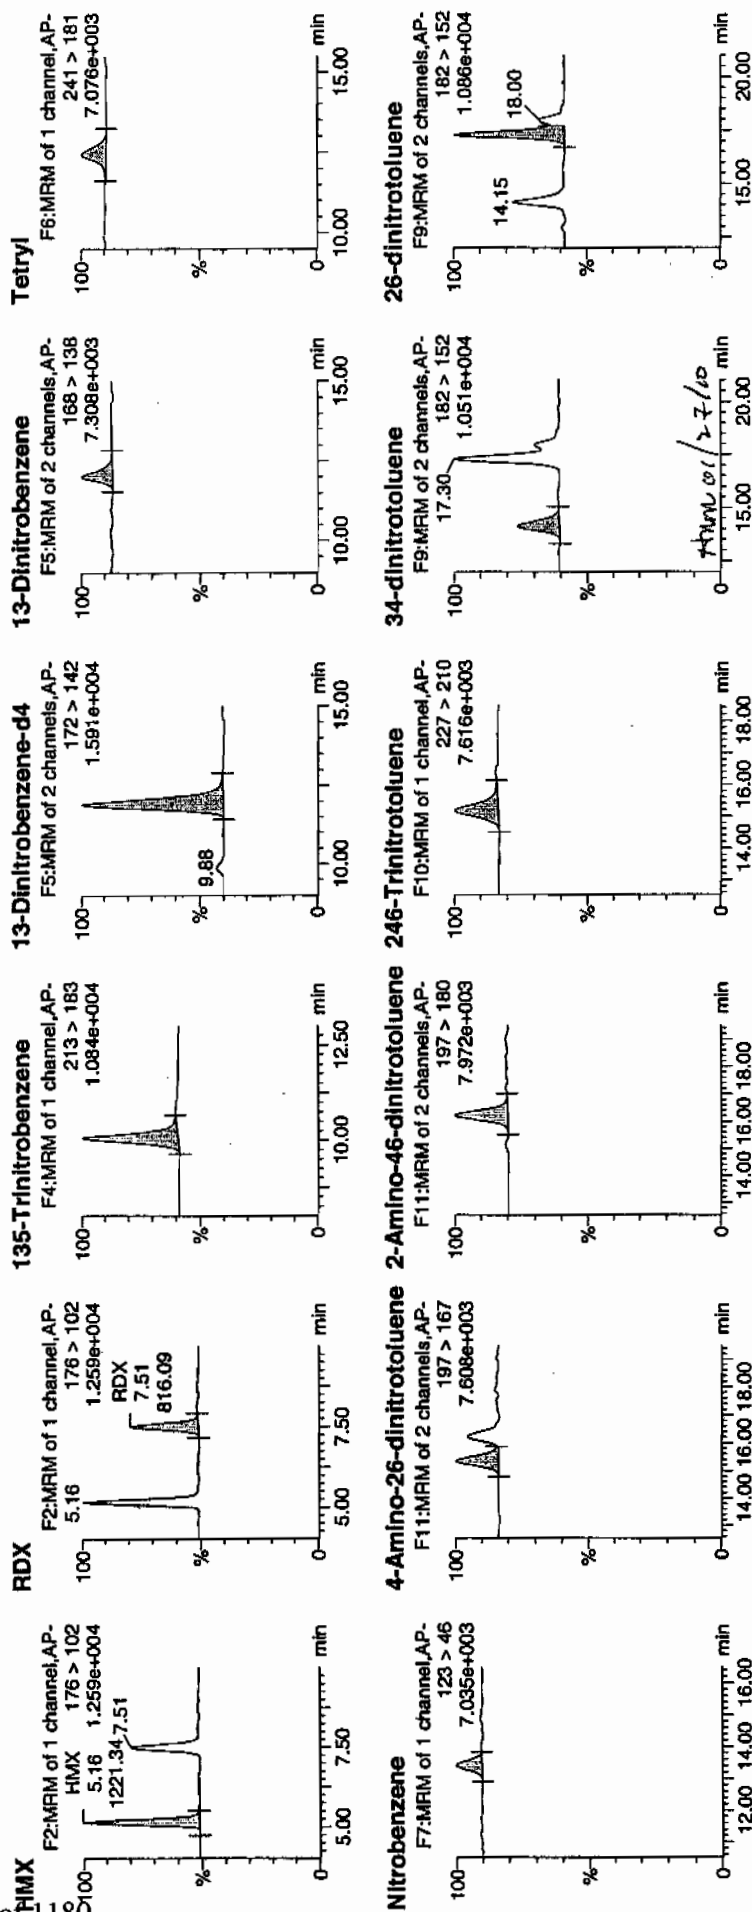 HMX
F2:MRM of 1 channel,AP-
HMX 176 > 102
5.16 1.259e+004
1221.34 7.51
100
%
0
5.00 7.50 min
RDX
F2:MRM of 1 channel,AP-
5.16 176 > 102
1.259e+004
RDX
7.51
816.09
100
%
0
5.00 7.50 min
135-Trinitrobenzene
F4:MRM of 1 channel,AP-
213 > 183
1.084e+004
100
%
0
10.00 12.50 min
13-Dinitrobenzene-d4
F5:MRM of 2 channels,AP-
172 > 142
1.591e+004
9.88
100
%
0
10.00 15.00 min
13-Dinitrobenzene
F5:MRM of 2 channels,AP-
168 > 138
7.308e+003
100
%
0
10.00 15.00 min
Tetryl
F6:MRM of 1 channel,AP-
241 > 181
7.076e+003
100
%
0
10.00 15.00 min
Nitrobenzene
F7:MRM of 1 channel,AP-
123 > 46
7.035e+003
100
%
0
12.00 14.00 16.00 min
4-Amino-26-dinitrotoluene
F11:MRM of 2 channels,AP-
197 > 167
7.608e+003
100
%
0
14.00 16.00 18.00 min
2-Amino-46-dinitrotoluene
F11:MRM of 2 channels,AP-
197 > 180
7.972e+003
100
%
0
14.00 16.00 18.00 min
246-Trinitrotoluene
F10:MRM of 1 channel,AP-
227 > 210
7.616e+003
100
%
0
14.00 16.00 18.00 min
34-dinitrotoluene
F9:MRM of 2 channels,AP-
182 > 152
17.30 1.051e+004
100
%
0
15.00 20.00 min
01/27/10
26-dinitrotoluene
F9:MRM of 2 channels,AP-
182 > 152
1.086e+004
14.15 18.00
100
%
0
15.00 20.00 min